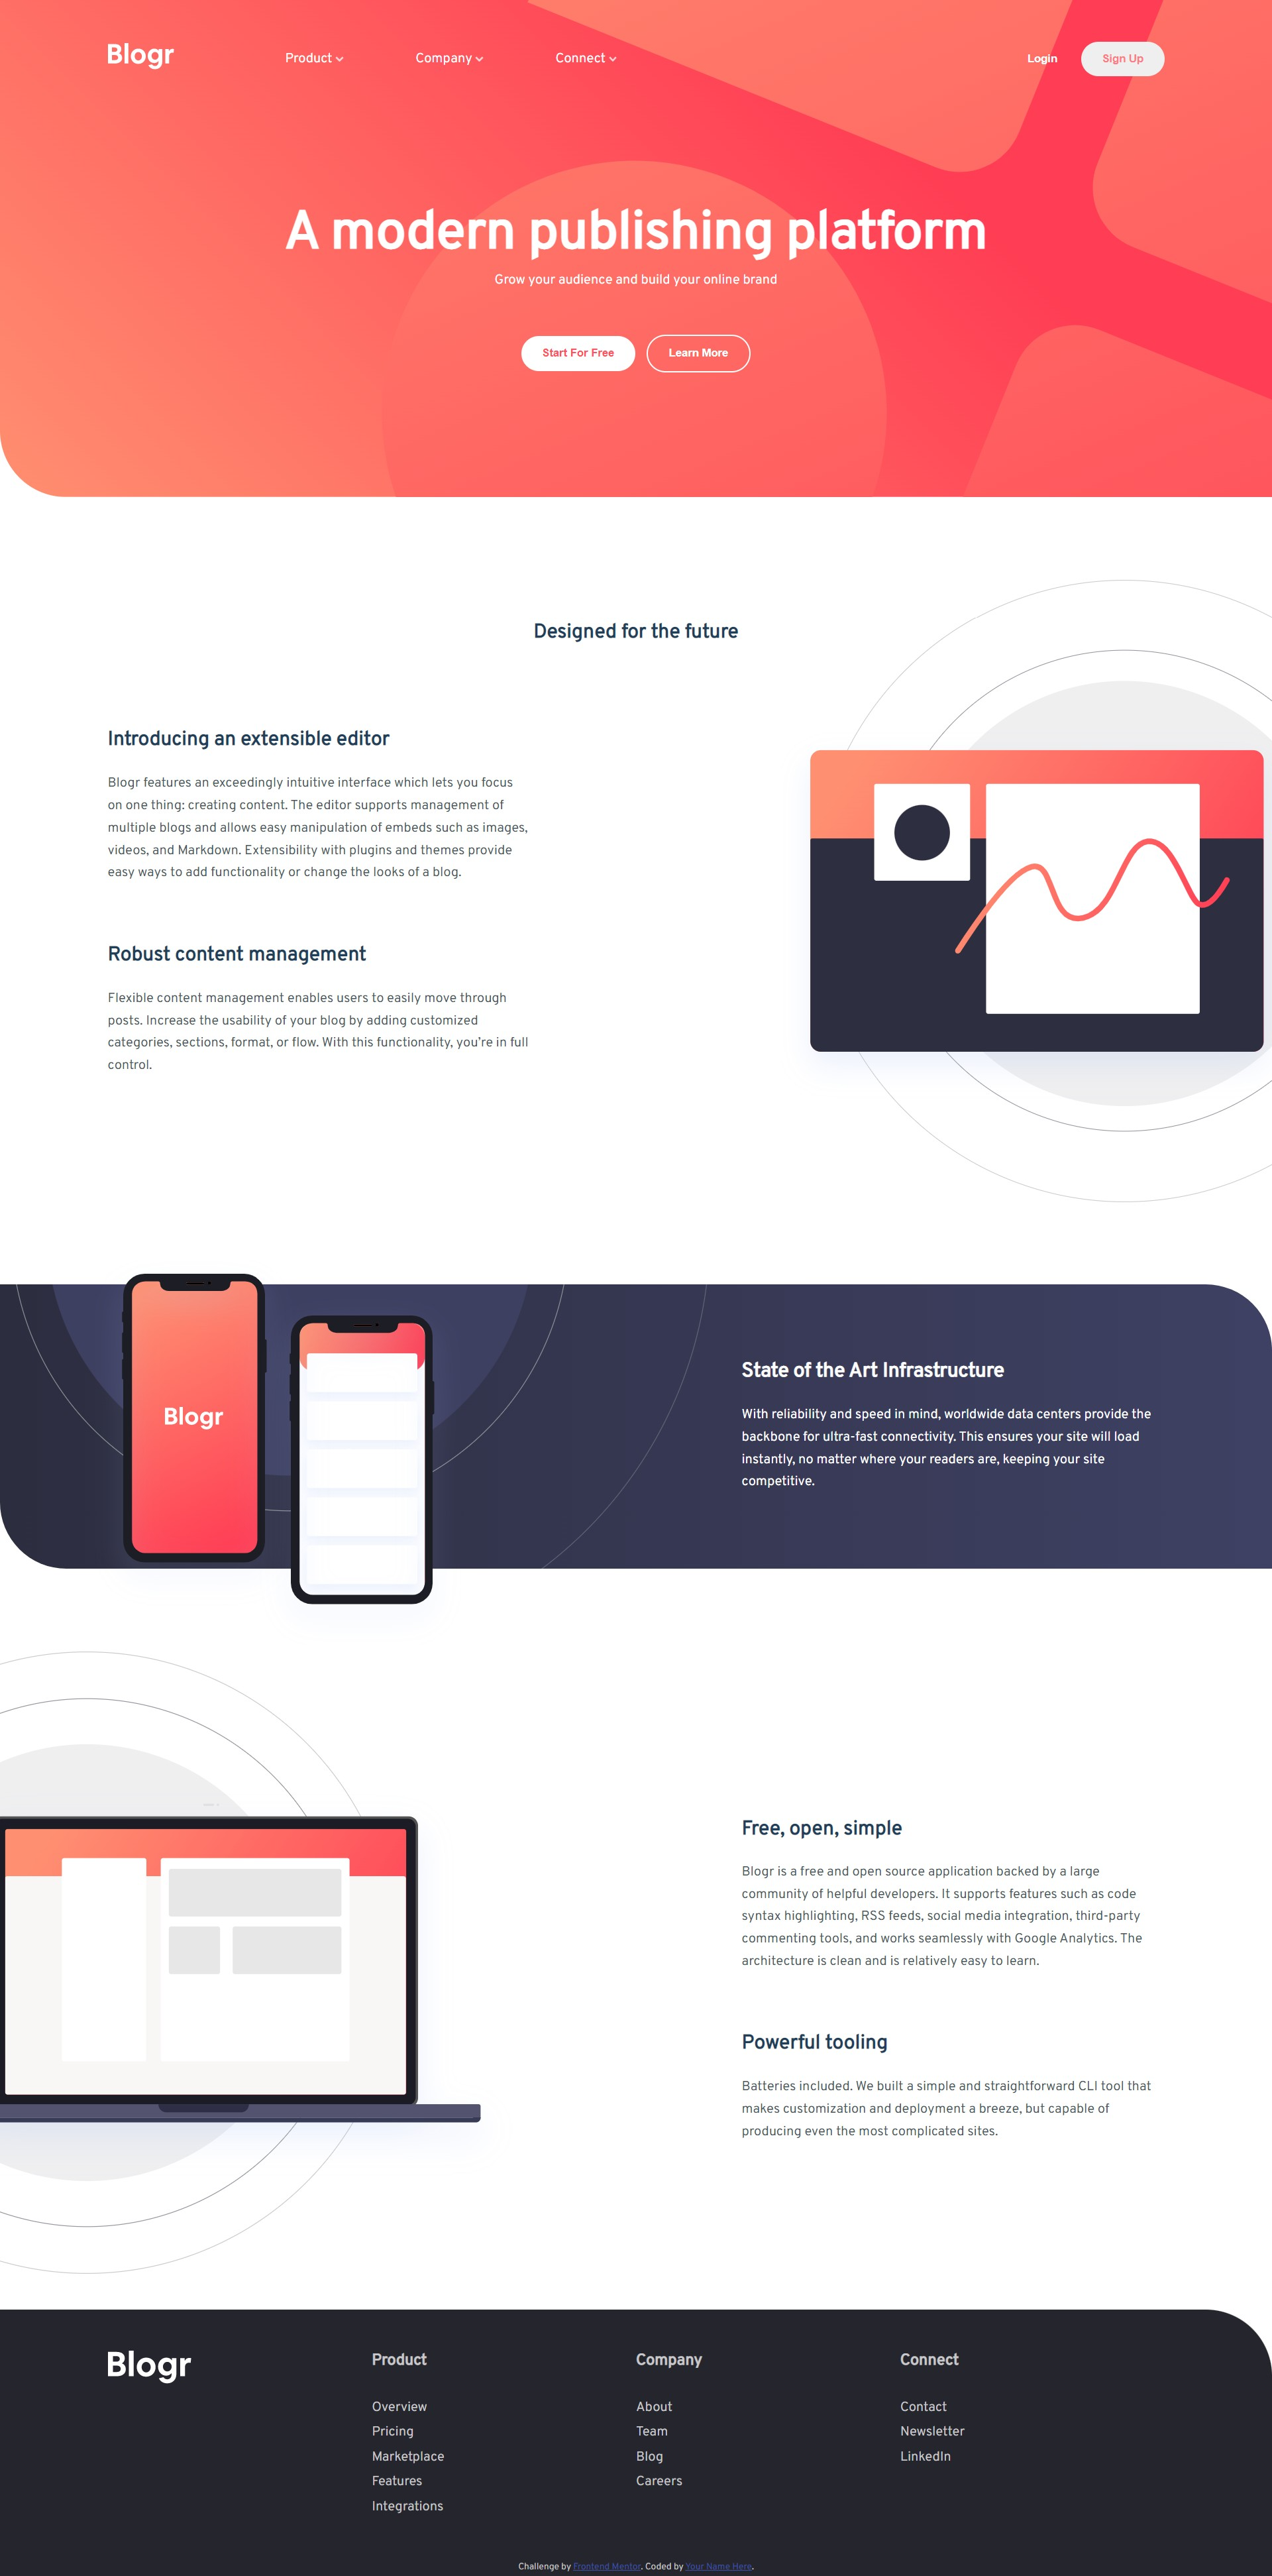 Blogr
Product
Company
Connect
Login
Sign Up
A modern publishing platform
Grow your audience and build your online brand
Start For Free
Learn More
Designed for the future
Introducing an extensible editor
Blogr features an exceedingly intuitive interface which lets you focus
on one thing: creating content. The editor supports management of
multiple blogs and allows easy manipulation of embeds such as images,
videos, and Markdown. Extensibility with plugins and themes provide
easy ways to add functionality or change the looks of a blog.
Robust content management
Flexible content management enables users to easily move through
posts. Increase the usability of your blog by adding customized
categories, sections, format, or flow. With this functionality, you’re in full
control.
Blogr
State of the Art Infrastructure
With reliability and speed in mind, worldwide data centers provide the
backbone for ultra-fast connectivity. This ensures your site will load
instantly, no matter where your readers are, keeping your site
competitive.
Free, open, simple
Blogr is a free and open source application backed by a large
community of helpful developers. It supports features such as code
syntax highlighting, RSS feeds, social media integration, third-party
commenting tools, and works seamlessly with Google Analytics. The
architecture is clean and is relatively easy to learn.
Powerful tooling
Batteries included. We built a simple and straightforward CLI tool that
makes customization and deployment a breeze, but capable of
producing even the most complicated sites.
Blogr
Product
Overview
Pricing
Marketplace
Features
Integrations
Company
About
Team
Blog
Careers
Connect
Contact
Newsletter
LinkedIn
Challenge by Frontend Mentor. Coded by Your Name Here.